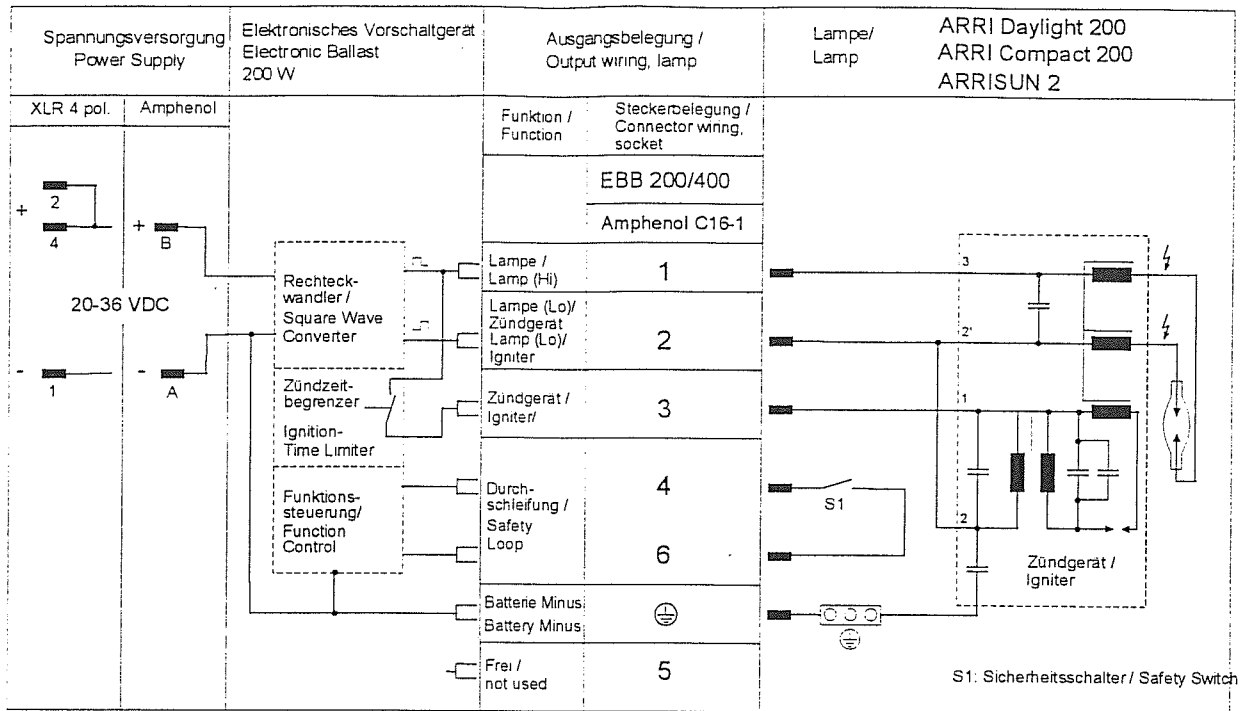 Spannungsversorgung
Power Supply
Elektronisches Vorschaltgerät
Electronic Ballast
200 W
Ausgangsbelegung /
Output wiring, lamp
Lampe/
Lamp
ARRI Daylight 200
ARRI Compact 200
ARRISUN 2
XLR 4 pol.
Amphenol
Funktion /
Function
Steckerbelegung /
Connector wiring,
socket
EBB 200/400
Amphenol C16-1
+
2
4
+
B
20-36 VDC
-
1
-
A
Rechteck-
wandler /
Square Wave
Converter
Zündzeit-
begrenzer
Ignition-
Time Limiter
Funktions-
steuerung/
Function
Control
Lampe /
Lamp (Hi)
1
Lampe (Lo)/
Zündgerät
Lamp (Lo)/
Igniter
2
Zündgerät /
Igniter/
3
Durch-
schleifung /
Safety
Loop
4
6
Batterie Minus
Battery Minus
Frei /
not used
5
S1
3
2'
1
2
Zündgerät /
Igniter
S1: Sicherheitsschalter / Safety Switch